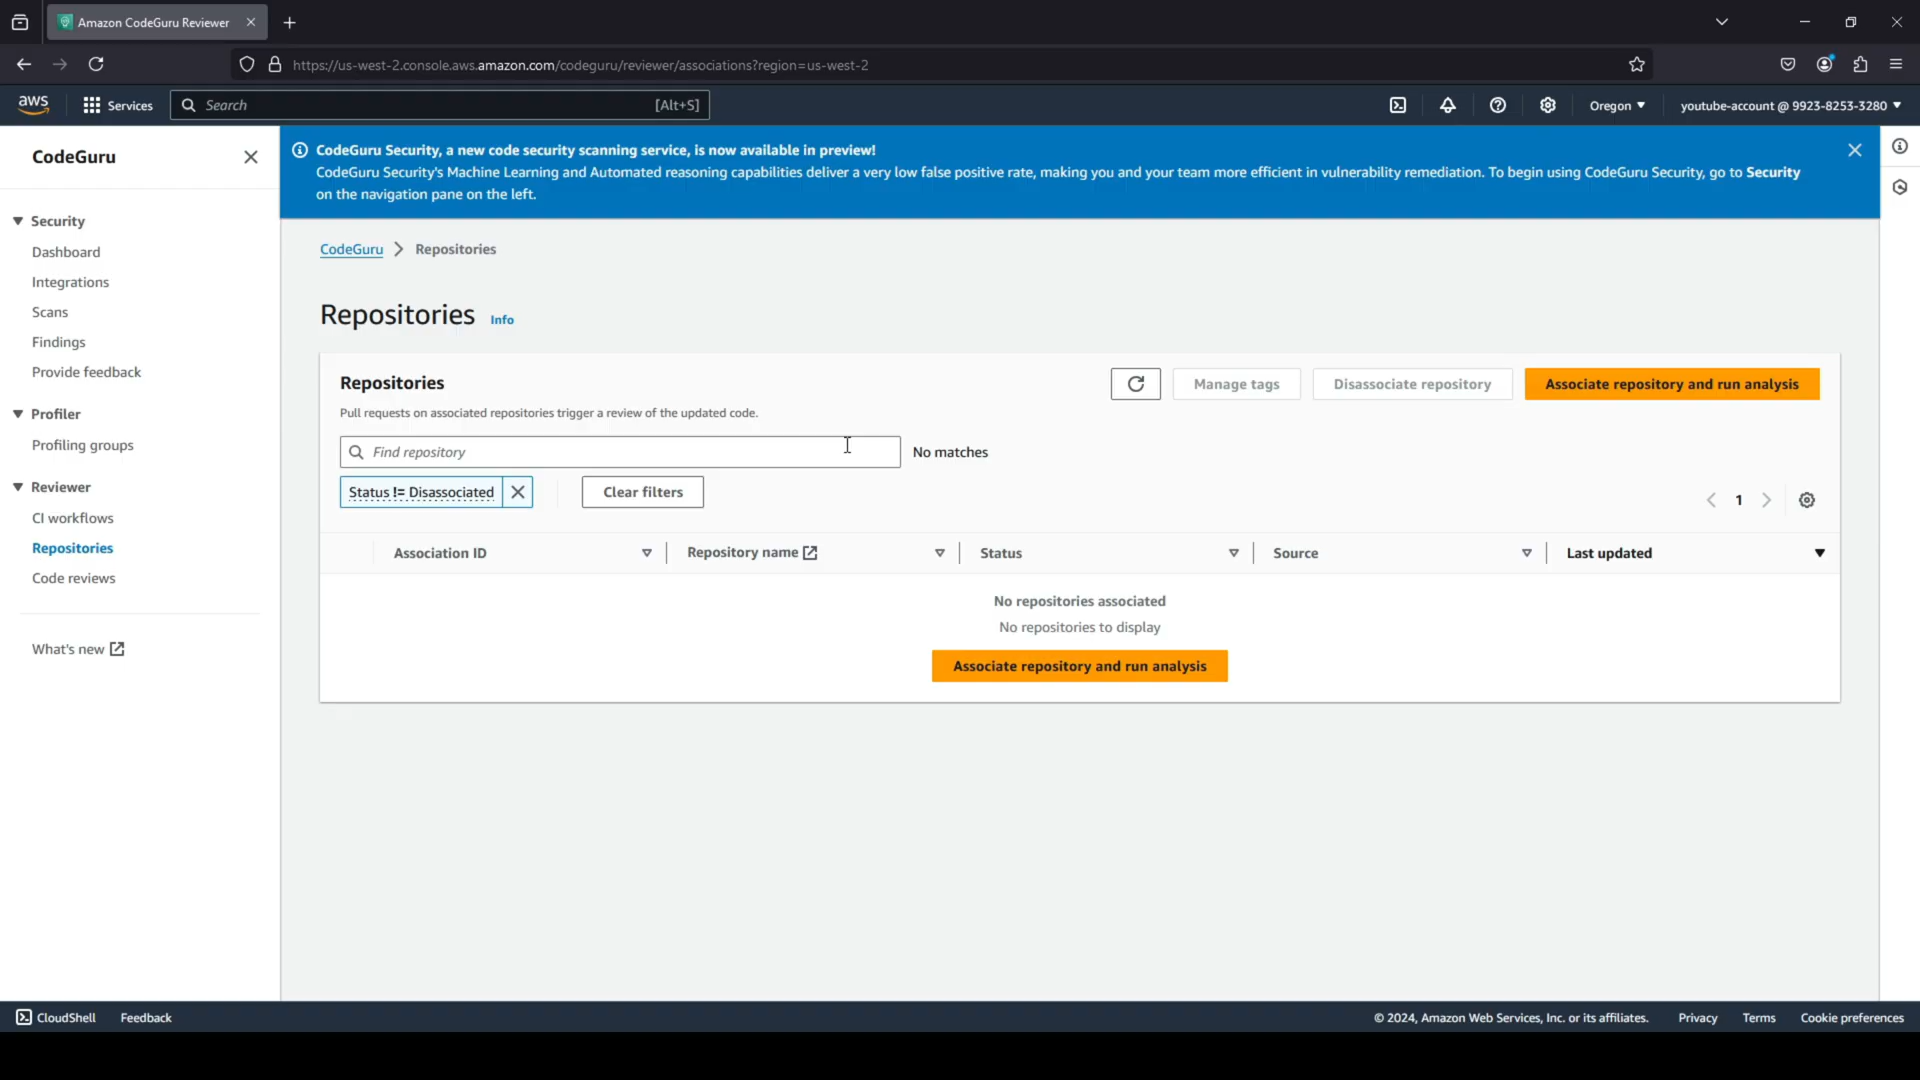 Amazon CodeGuru Reviewer
https://us-west-2.console.aws.amazon.com/codeguru/reviewer/associations?region=us-west-2
aws Services Search [Alt+S] Oregon youtube-account @ 9923-8253-3280
CodeGuru
Security
Dashboard
Integrations
Scans
Findings
Provide feedback
Profiler
Profiling groups
Reviewer
CI workflows
Repositories
Code reviews
What's new
CodeGuru Security, a new code security scanning service, is now available in preview!
CodeGuru Security's Machine Learning and Automated reasoning capabilities deliver a very low false positive rate, making you and your team more efficient in vulnerability remediation. To begin using CodeGuru Security, go to Security
on the navigation pane on the left.
CodeGuru > Repositories
Repositories Info
Repositories Manage tags Disassociate repository Associate repository and run analysis
Pull requests on associated repositories trigger a review of the updated code.
Find repository No matches
Status != Disassociated Clear filters 1
Association ID Repository name Status Source Last updated
No repositories associated
No repositories to display
Associate repository and run analysis
CloudShell Feedback © 2024, Amazon Web Services, Inc. or its affiliates. Privacy Terms Cookie preferences